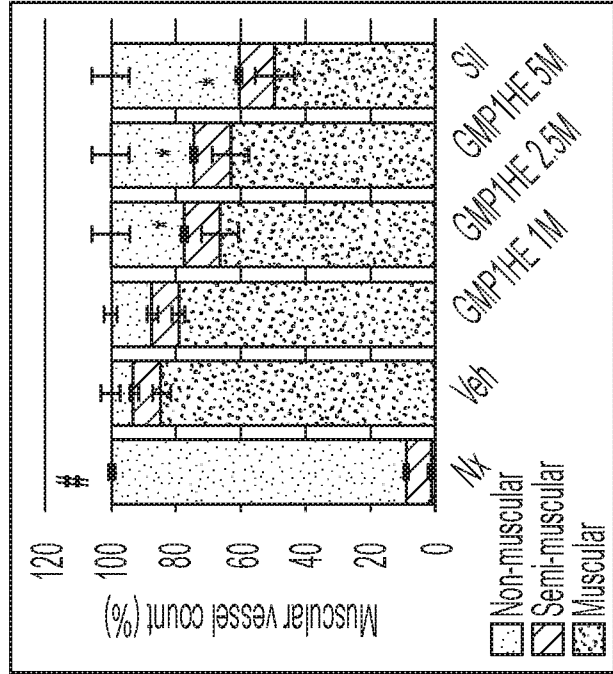 Muscular vessel count (%)
120
100
80
60
40
20
0
*
*
*
Nx
Veh
GMP1HE 1M
GMP1HE 2.5M
GMP1HE 5M
Sil
Non-muscular
Semi-muscular
Muscular